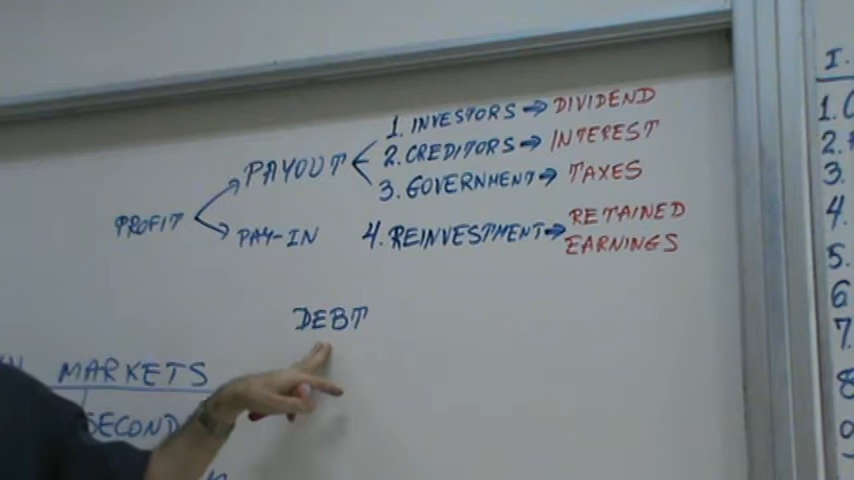 1. INVESTORS → DIVIDEND
PAYOUT 2. CREDITORS → INTEREST
3. GOVERNMENT → TAXES
PROFIT
PAY-IN 4. REINVESTMENT → RETAINED
EARNINGS
DEBT
MARKETS
SECOND
I.
1.
2.
3.
4.
5.
6
7.
8
9